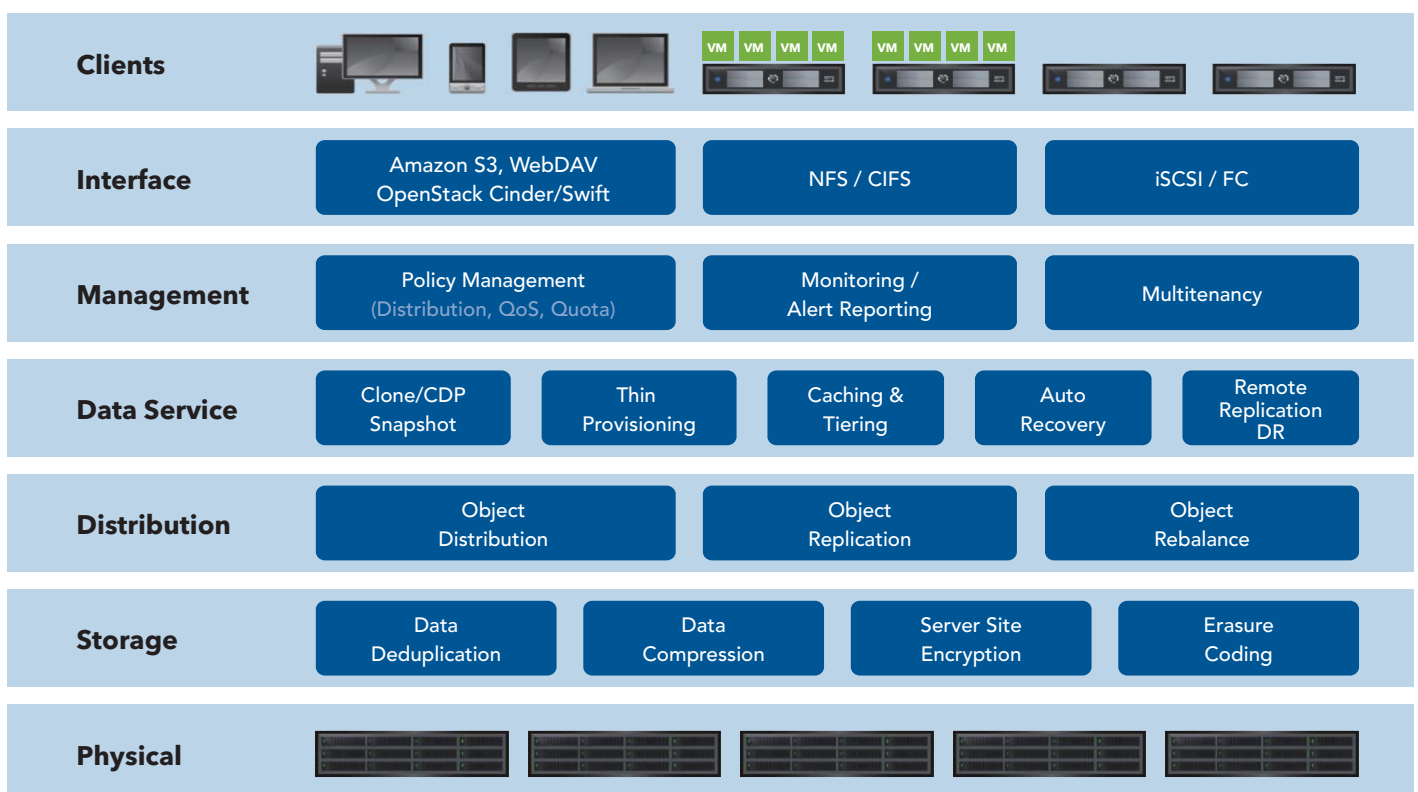 Clients
VM VM VM VM VM VM VM VM
Interface
Amazon S3, WebDAV
OpenStack Cinder/Swift
NFS / CIFS
iSCSI / FC
Management
Policy Management
(Distribution, QoS, Quota)
Monitoring /
Alert Reporting
Multitenancy
Data Service
Clone/CDP
Snapshot
Thin
Provisioning
Caching &
Tiering
Auto
Recovery
Remote
Replication
DR
Distribution
Object
Distribution
Object
Replication
Object
Rebalance
Storage
Data
Deduplication
Data
Compression
Server Site
Encryption
Erasure
Coding
Physical